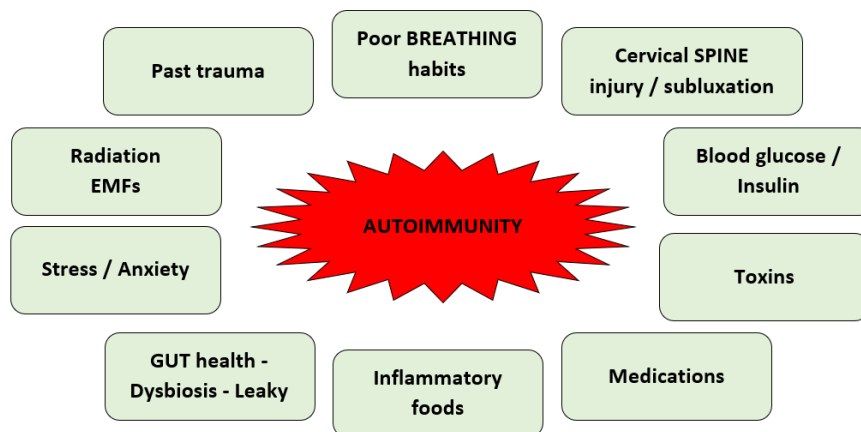 Past trauma
Poor BREATHING
habits
Cervical SPINE
injury / subluxation
Radiation
EMFs
Blood glucose /
Insulin
AUTOIMMUNITY
Stress / Anxiety
Toxins
GUT health -
Dysbiosis - Leaky
Inflammatory
foods
Medications